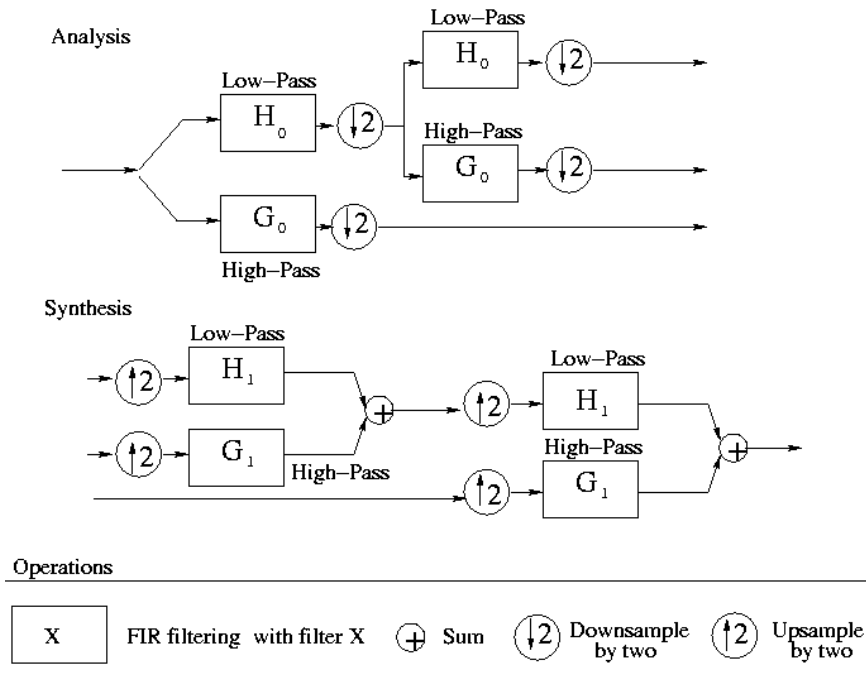 Analysis
Low–Pass
H₀
↓2
Low–Pass
H₀
↓2
High–Pass
G₀
↓2
G₀
↓2
High–Pass
Synthesis
Low–Pass
↑2
H₁
+
↑2
G₁
High–Pass
Low–Pass
↑2
H₁
High–Pass
↑2
G₁
+
Operations
X FIR filtering with filter X
+ Sum
↓2 Downsample by two
↑2 Upsample by two